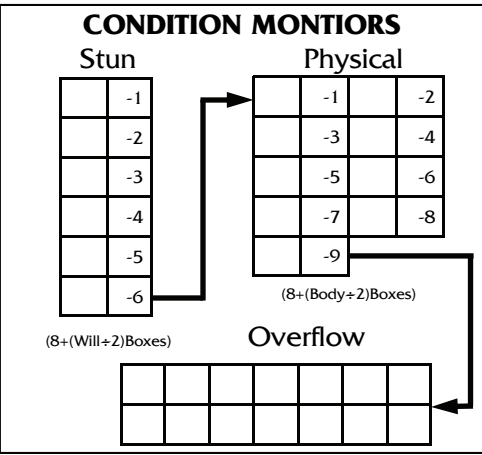 CONDITION MONTIORS
Stun Physical
-1 -1 -2
-2 -3 -4
-3 -5 -6
-4 -7 -8
-5 -9
-6
(8+(Body÷2)Boxes)
(8+(Will÷2)Boxes)
Overflow